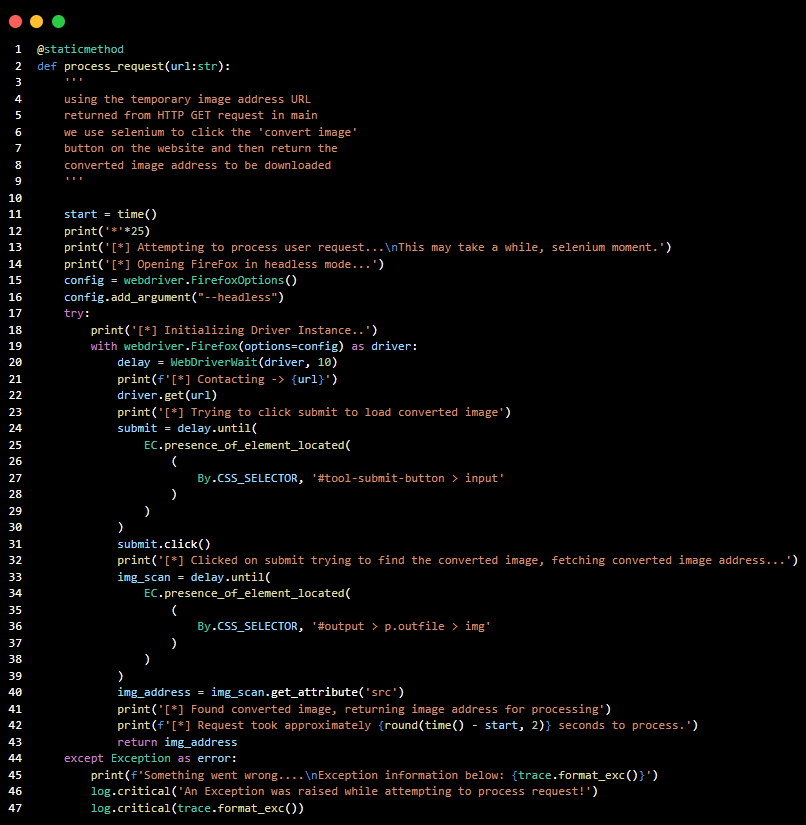 1 @staticmethod
2 def process_request(url:str):
3     '''
4     using the temporary image address URL
5     returned from HTTP GET request in main
6     we use selenium to click the 'convert image'
7     button on the website and then return the
8     converted image address to be downloaded
9     '''
10
11     start = time()
12     print('*'*25)
13     print('[*] Attempting to process user request...\nThis may take a while, selenium moment.')
14     print('[*] Opening FireFox in headless mode...')
15     config = webdriver.FirefoxOptions()
16     config.add_argument("--headless")
17     try:
18         print('[*] Initializing Driver Instance..')
19         with webdriver.Firefox(options=config) as driver:
20             delay = WebDriverWait(driver, 10)
21             print(f'[*] Contacting -> {url}')
22             driver.get(url)
23             print('[*] Trying to click submit to load converted image')
24             submit = delay.until(
25                 EC.presence_of_element_located(
26                     (
27                         By.CSS_SELECTOR, '#tool-submit-button > input'
28                     )
29                 )
30             )
31             submit.click()
32             print('[*] Clicked on submit trying to find the converted image, fetching converted image address...')
33             img_scan = delay.until(
34                 EC.presence_of_element_located(
35                     (
36                         By.CSS_SELECTOR, '#output > p.outfile > img'
37                     )
38                 )
39             )
40             img_address = img_scan.get_attribute('src')
41             print('[*] Found converted image, returning image address for processing')
42             print(f'[*] Request took approximately {round(time() - start, 2)} seconds to process.')
43             return img_address
44     except Exception as error:
45         print(f'Something went wrong....\nException information below: {trace.format_exc()}')
46         log.critical('An Exception was raised while attempting to process request!')
47         log.critical(trace.format_exc())